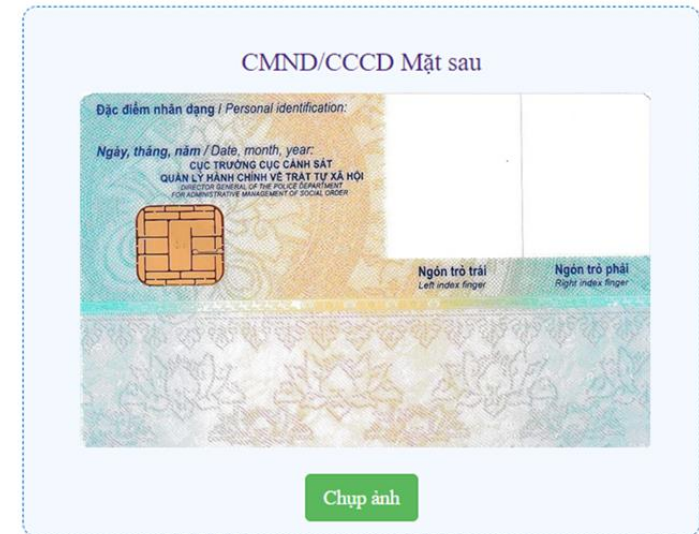 CMND/CCCD Mặt sau
Đặc điểm nhân dạng / Personal identification:
Ngày, tháng, năm / Date, month, year:
CỤC TRƯỞNG CỤC CẢNH SÁT
QUẢN LÝ HÀNH CHÍNH VỀ TRẬT TỰ XÃ HỘI
DIRECTOR GENERAL OF THE POLICE DEPARTMENT
FOR ADMINISTRATIVE MANAGEMENT OF SOCIAL ORDER
Ngón trỏ trái
Left index finger
Ngón trỏ phải
Right index finger
Chụp ảnh